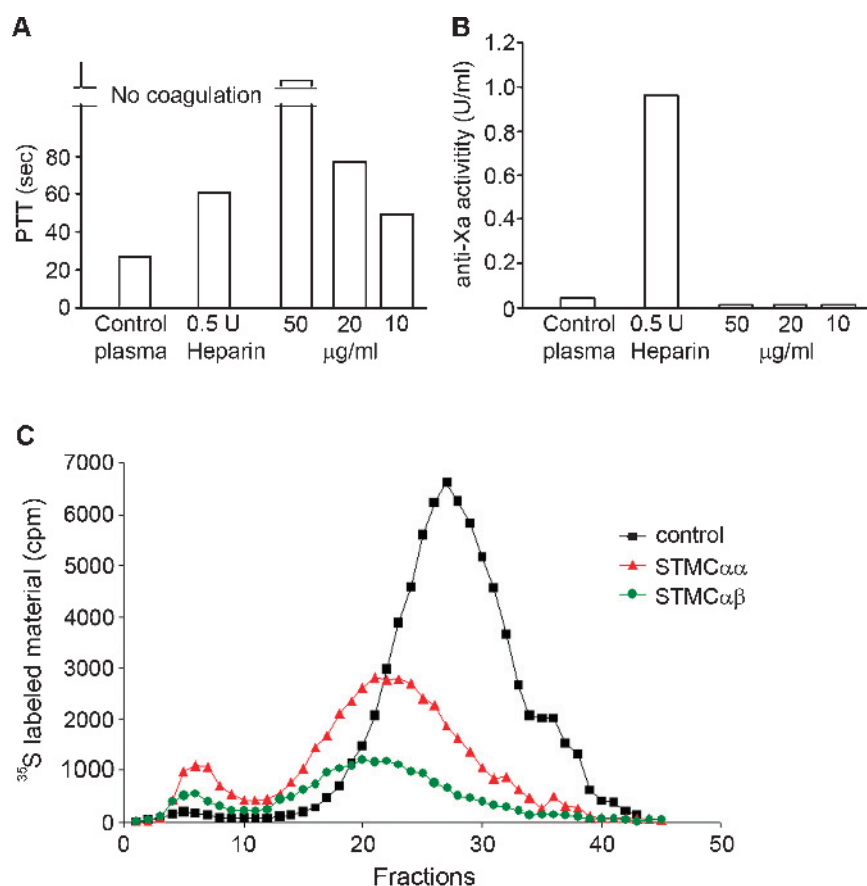 A
No coagulation
PTT (sec)
80
60
40
20
0
Control plasma
0.5 U Heparin
50
20
10
μg/ml
B
anti-Xa activitity (U/ml)
1.2
1.0
0.8
0.6
0.4
0.2
0
Control plasma
0.5 U Heparin
50
20
10
μg/ml
C
³⁵S labeled material (cpm)
7000
6000
5000
4000
3000
2000
1000
0
0
10
20
30
40
50
Fractions
control
STMCαα
STMCαβ